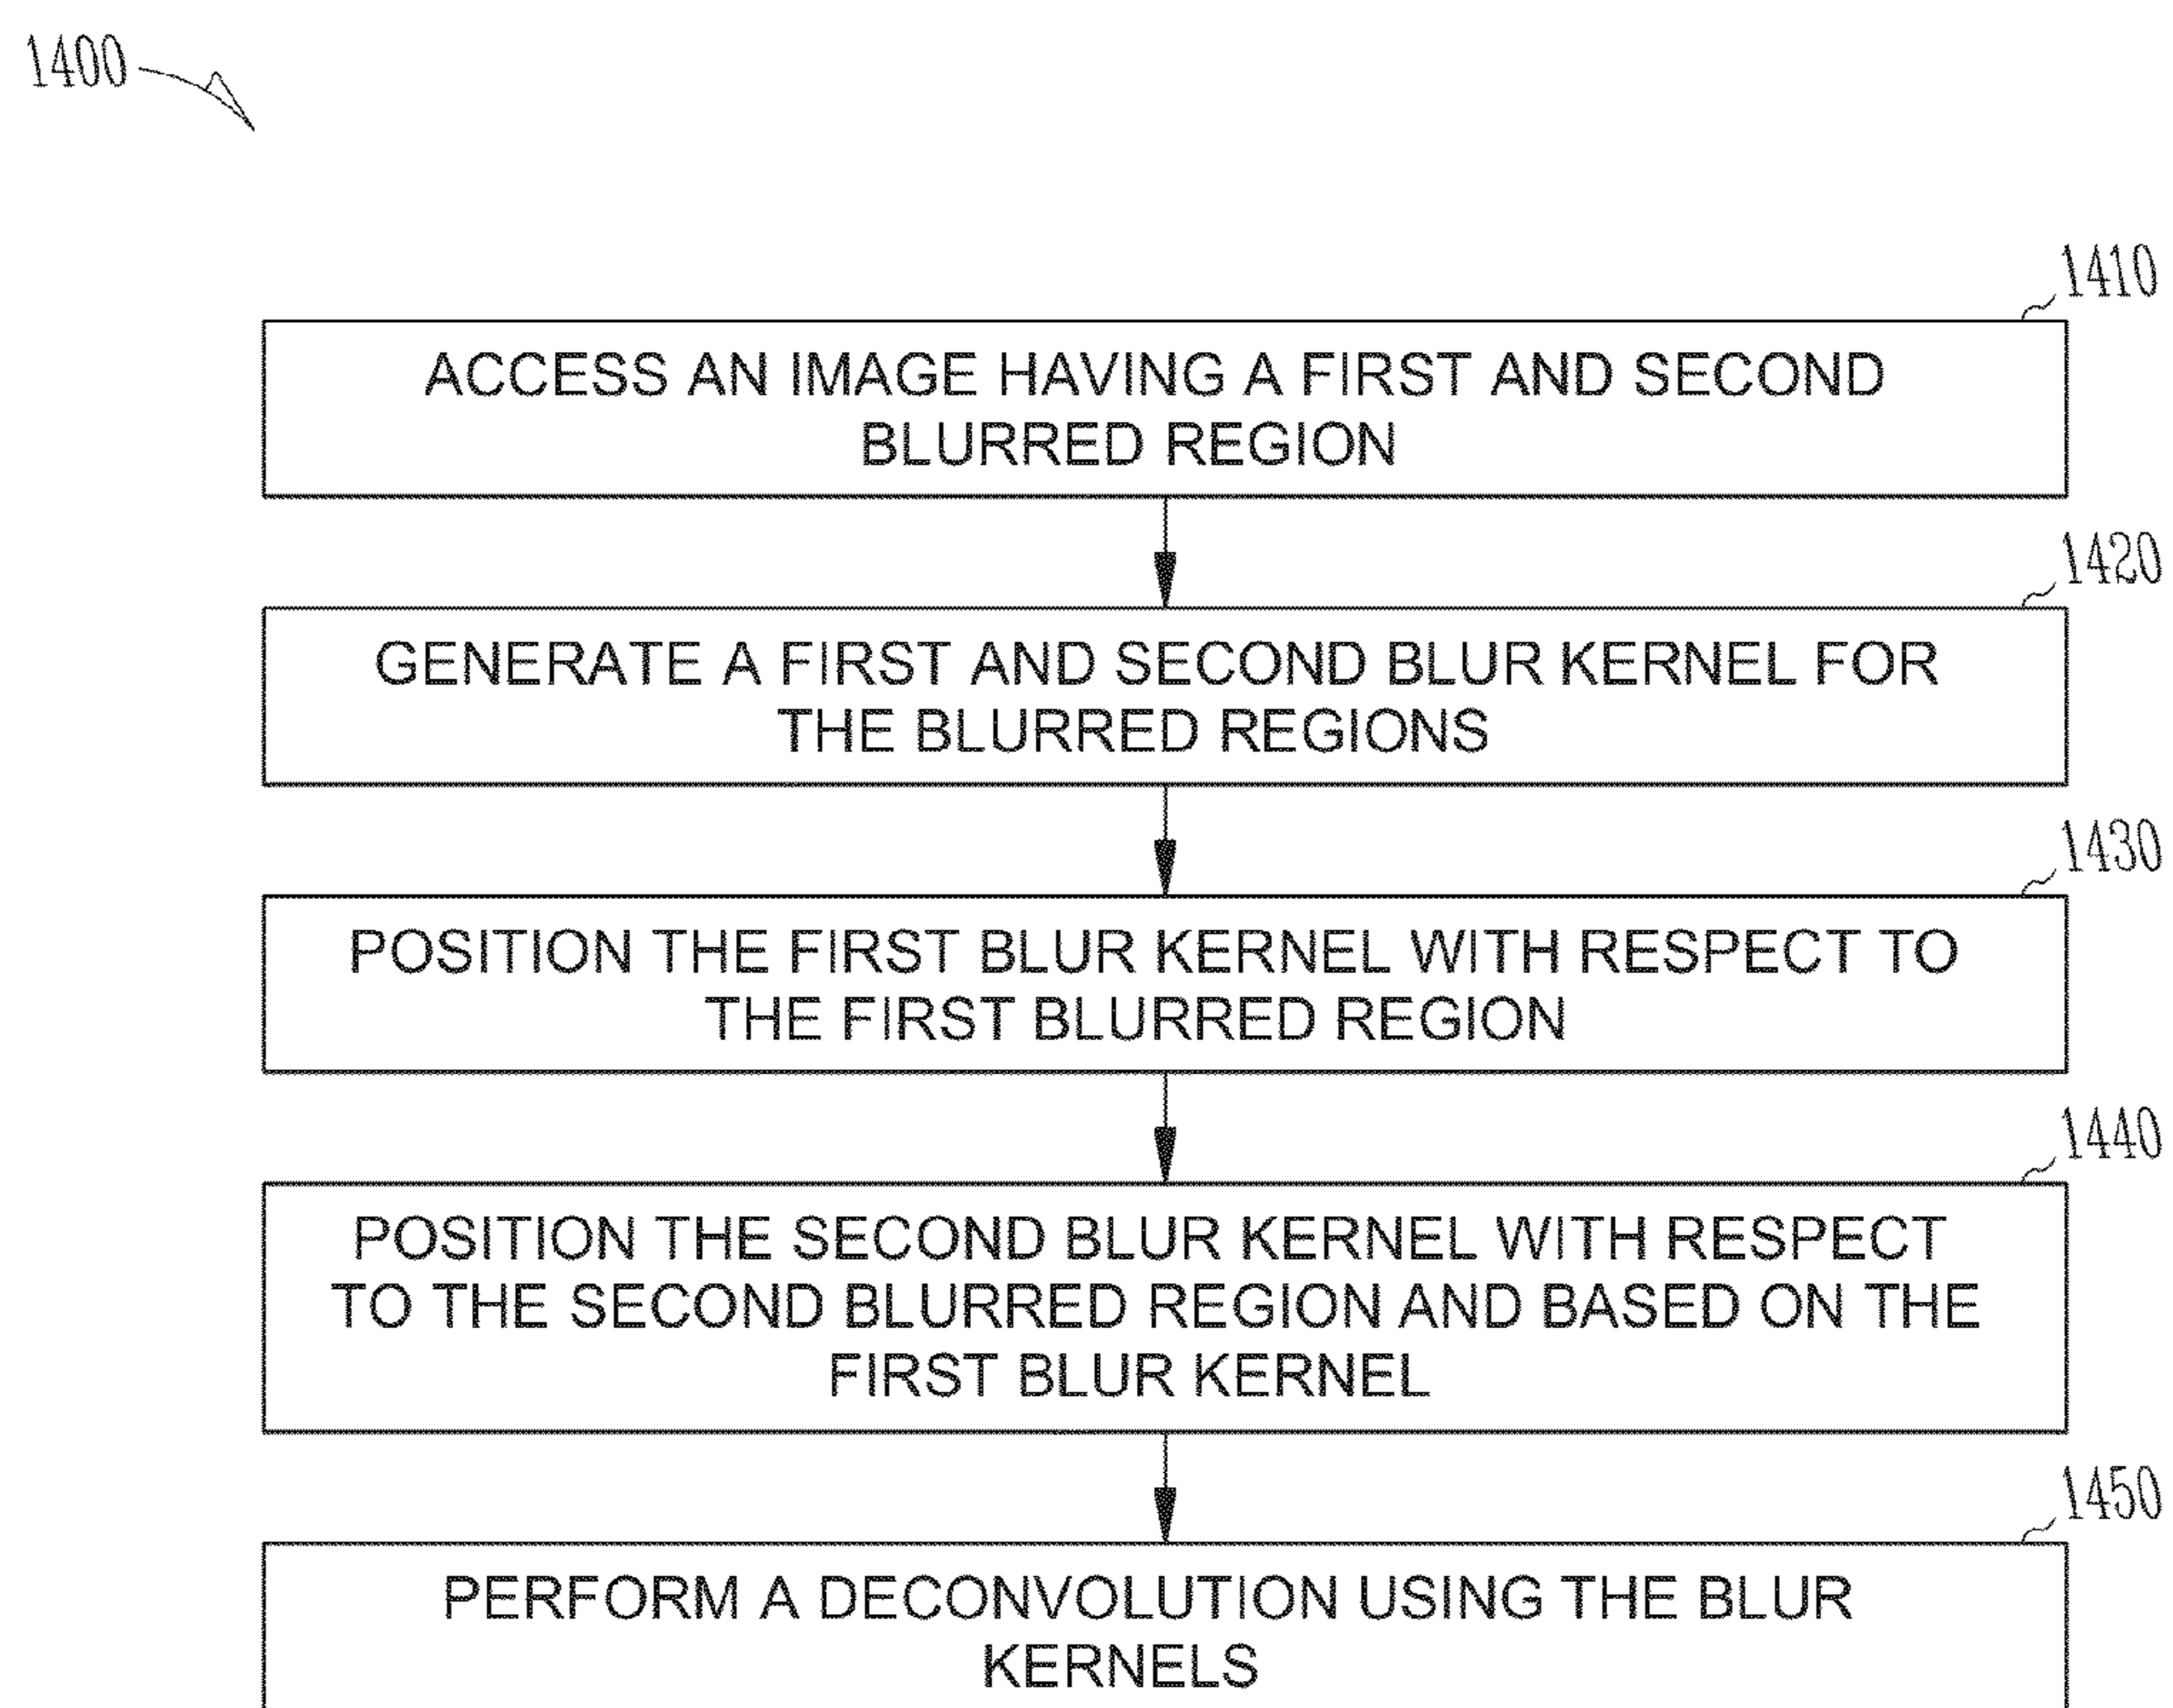 1400
1410
ACCESS AN IMAGE HAVING A FIRST AND SECOND
BLURRED REGION
1420
GENERATE A FIRST AND SECOND BLUR KERNEL FOR
THE BLURRED REGIONS
1430
POSITION THE FIRST BLUR KERNEL WITH RESPECT TO
THE FIRST BLURRED REGION
1440
POSITION THE SECOND BLUR KERNEL WITH RESPECT
TO THE SECOND BLURRED REGION AND BASED ON THE
FIRST BLUR KERNEL
1450
PERFORM A DECONVOLUTION USING THE BLUR
KERNELS